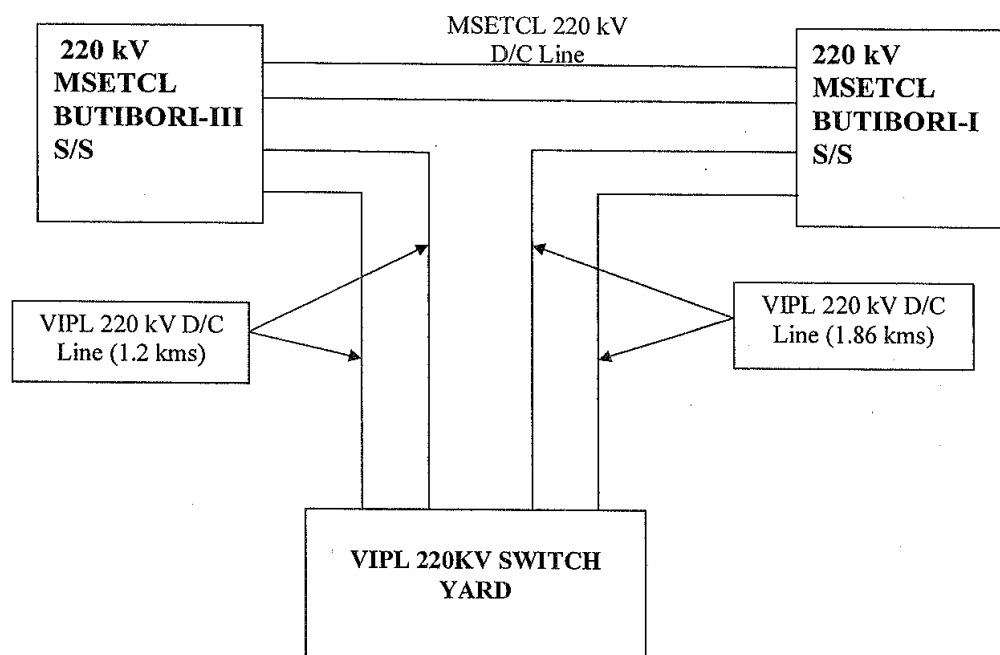 MSETCL 220 kV
D/C Line
220 kV
MSETCL
BUTIBORI-III
S/S
220 kV
MSETCL
BUTIBORI-I
S/S
VIPL 220 kV D/C
Line (1.2 kms)
VIPL 220 kV D/C
Line (1.86 kms)
VIPL 220KV SWITCH
YARD